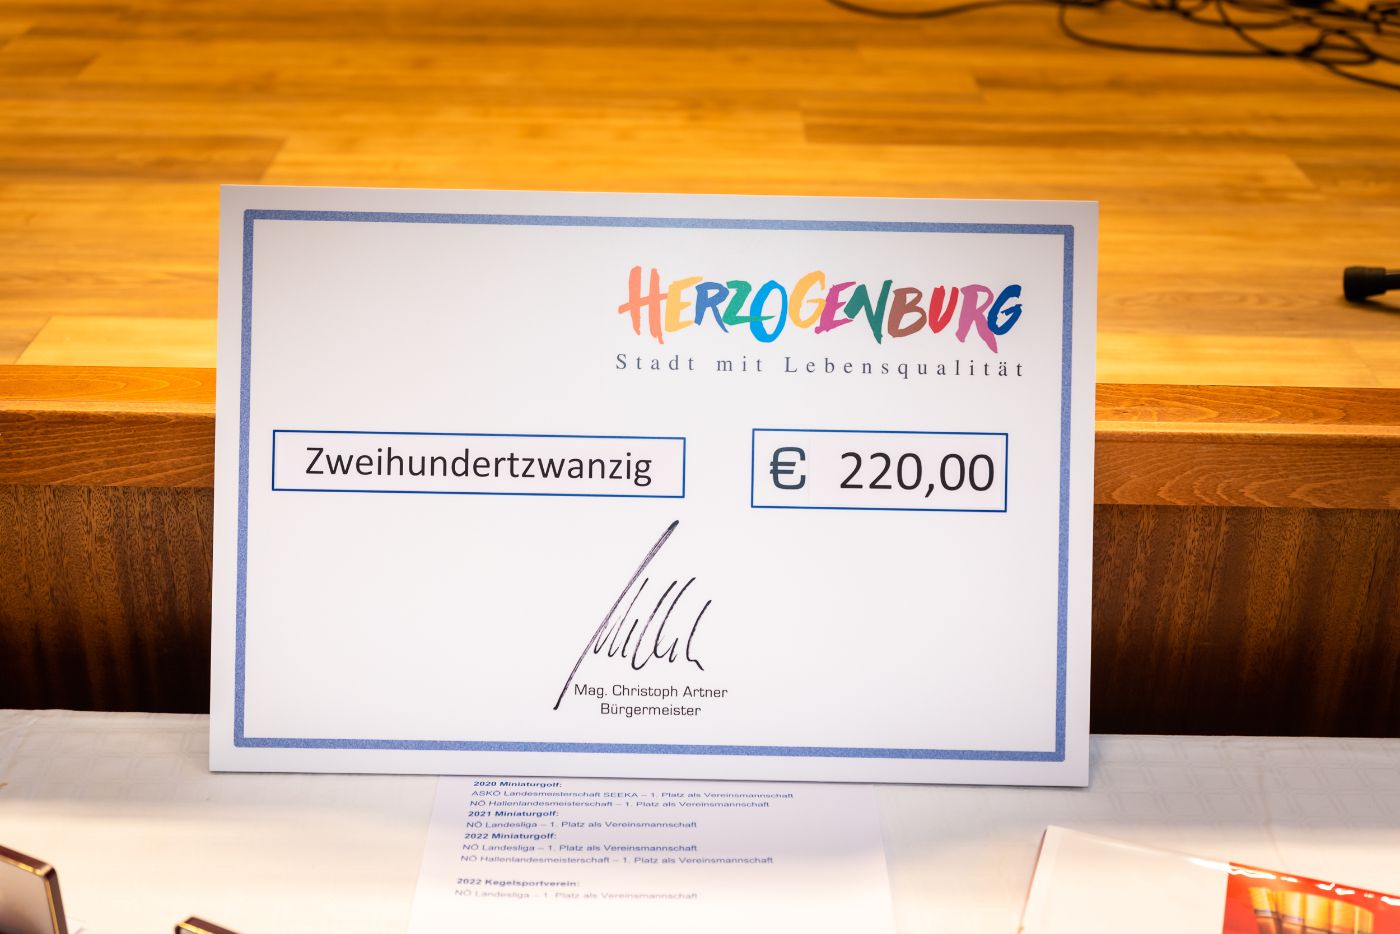 HERZOGENBURG
Stadt mit Lebensqualität
Zweihundertzwanzig
€ 220,00
Mag. Christoph Artner
Bürgermeister
2020 Miniaturgolf:
ASKÖ Landesmeisterschaft SEEKA – 1. Platz als Vereinsmannschaft
NÖ Hallenlandesmeisterschaft – 1. Platz als Vereinsmannschaft
2021 Miniaturgolf:
NÖ Landesliga – 1. Platz als Vereinsmannschaft
2022 Miniaturgolf:
NÖ Landesliga – 1. Platz als Vereinsmannschaft
NÖ Hallenlandesmeisterschaft – 1. Platz als Vereinsmannschaft
2022 Kegelsportverein:
NÖ Landesliga – 1. Platz als Vereinsmannschaft